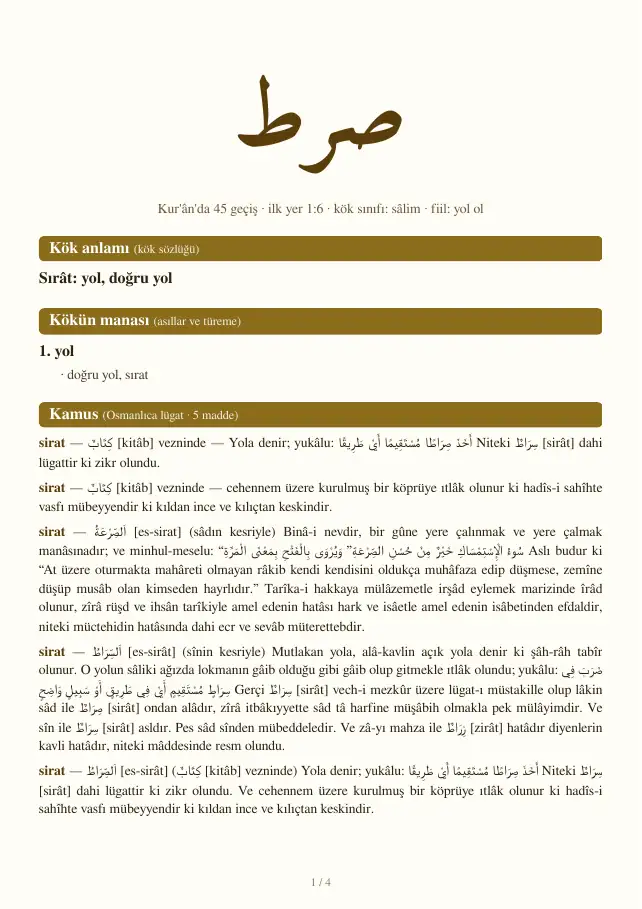 صرط
Kur'ân'da 45 geçiş · ilk yer 1:6 · kök sınıfı: sâlim · fiil: yol ol
Kök anlamı (kök sözlüğü)
Sırât: yol, doğru yol
Kökün manası (asıllar ve türeme)
1. yol
· doğru yol, sırat
Kamus (Osmanlıca lügat · 5 madde)
sirat — كِتَابٌ [kitâb] vezninde — Yola denir; yukâlu: أَخَذَ صِرَاطًا مُسْتَقِيمًا أَيْ طَرِيقًا Niteki سِرَاطٌ [sirât] dahi
lügattir ki zikr olundu.
sirat — كِتَابٌ [kitâb] vezninde — cehennem üzere kurulmuş bir köprüye ıtlâk olunur ki hadîs-i sahîhte
vasfı mübeyyendir ki kıldan ince ve kılıçtan keskindir.
sirat — اَلصِّرَعَةُ [es-sirat] (sâdın kesriyle) Binâ-i nevdir, bir gûne yere çalınmak ve yere çalmak
manâsınadır; ve minhul-meselu: “سُوءُ الْاِسْتِمْسَاكِ خَيْرٌ مِنْ حُسْنِ الصِّرْعَةِ” وَيُرْوَى بِالْفَتْحِ بِمَعْنَى الْمَرَّةِ Aslı budur ki
“At üzere oturmakta mahâreti olmayan râkib kendi kendisini oldukça muhâfaza edip düşmese, zemîne
düşüp musâb olan kimseden hayrlıdır.” Tarîka-i hakkaya mülâzemetle irşâd eylemek marizinde îrâd
olunur, zîrâ rüşd ve ihsân tarîkiyle amel edenin hatâsı hark ve isâetle amel edenin isâbetinden efdaldir,
niteki müctehidin hatâsında dahi ecr ve sevâb müterettebdir.
sirat — اَلسِّرَاطُ [es-sirât] (sînin kesriyle) Mutlakan yola, alâ-kavlin açık yola denir ki şâh-râh tabîr
olunur. O yolun sâliki ağızda lokmanın gâib olduğu gibi gâib olup gitmekle ıtlâk olundu; yukâlu: ضَرَبَ فِي
سِرَاطٍ مُسْتَقِيمٍ أَيْ فِي طَرِيقٍ أَوْ سَبِيلٍ وَاضِحٍ Gerçi سِرَاطٌ [sirât] vech-i mezkûr üzere lügat-ı müstakille olup lâkin
sâd ile صِرَاطٌ [sirât] ondan alâdır, zîrâ itbâkıyyette sâd tâ harfine müşâbih olmakla pek mülâyimdir. Ve
sîn ile سِرَاطٌ [sirât] asldır. Pes sâd sînden mübeddeledir. Ve zâ-yı mahza ile زِرَاطٌ [zirât] hatâdır diyenlerin
kavli hatâdır, niteki mâddesinde resm olundu.
sirat — اَلصِّرَاطُ [es-sirât] (كِتَابٌ [kitâb] vezninde) Yola denir; yukâlu: أَخَذَ صِرَاطًا مُسْتَقِيمًا أَيْ طَرِيقًا Niteki سِرَاطٌ
[sirât] dahi lügattir ki zikr olundu. Ve cehennem üzere kurulmuş bir köprüye ıtlâk olunur ki hadîs-i
sahîhte vasfı mübeyyendir ki kıldan ince ve kılıçtan keskindir.
1 / 4